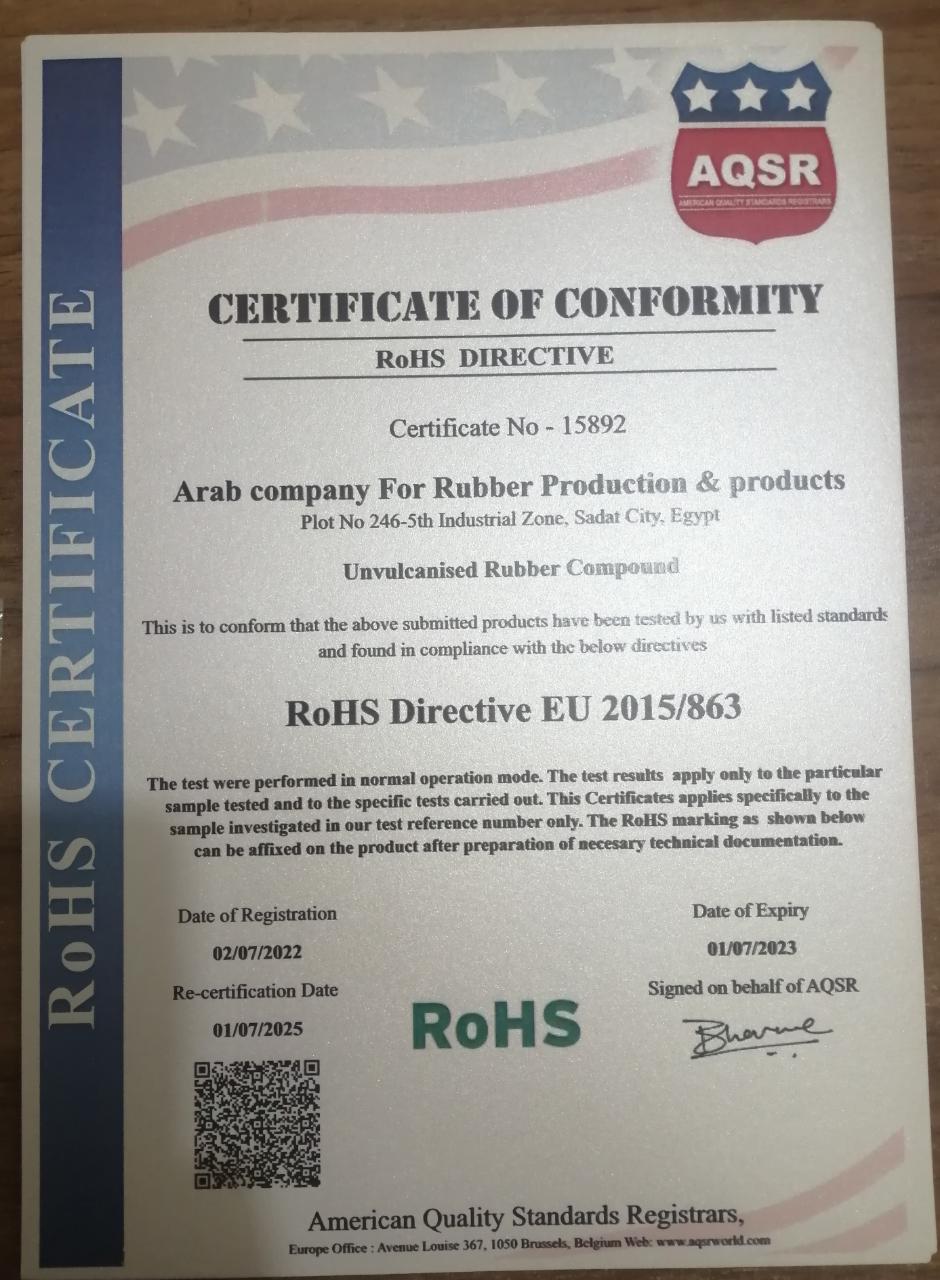 AQSR
AMERICAN QUALITY STANDARDS REGISTRARS
RoHS CERTIFICATE
CERTIFICATE OF CONFORMITY
RoHS DIRECTIVE
Certificate No - 15892
Arab company For Rubber Production & products
Plot No 246-5th Industrial Zone, Sadat City, Egypt
Unvulcanised Rubber Compound
This is to conform that the above submitted products have been tested by us with listed standards
and found in compliance with the below directives
RoHS Directive EU 2015/863
The test were performed in normal operation mode. The test results apply only to the particular
sample tested and to the specific tests carried out. This Certificates applies specifically to the
sample investigated in our test reference number only. The RoHS marking as shown below
can be affixed on the product after preparation of necesary technical documentation.
Date of Registration
02/07/2022
Re-certification Date
01/07/2025
Date of Expiry
01/07/2023
Signed on behalf of AQSR
RoHS
American Quality Standards Registrars,
Europe Office : Avenue Louise 367, 1050 Brussels, Belgium Web: www.aqsrworld.com